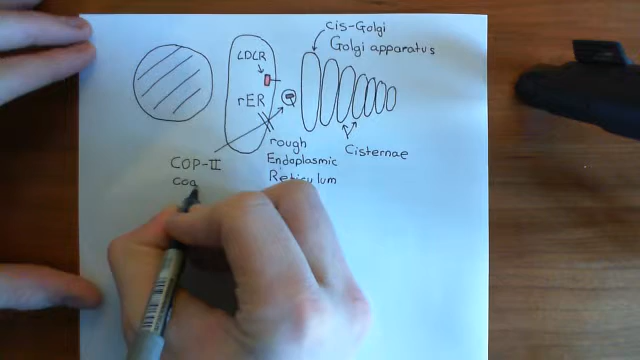 cis-Golgi
Golgi apparatus
LDLR
rER
rough
Endoplasmic
Reticulum
Cisternae
COP-II
coa